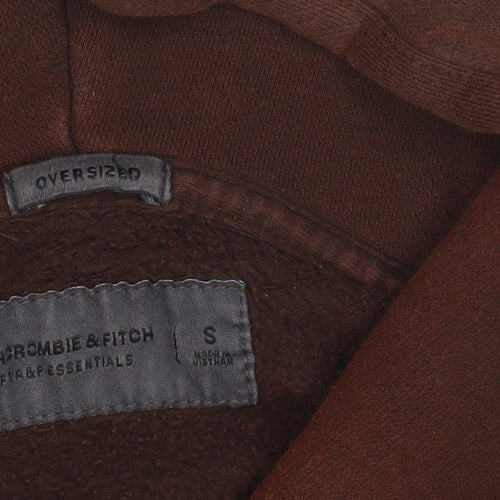 OVERSIZED
CROMBIE & FITCH
A&F ESSENTIALS
S
MADE IN
VIETNAM